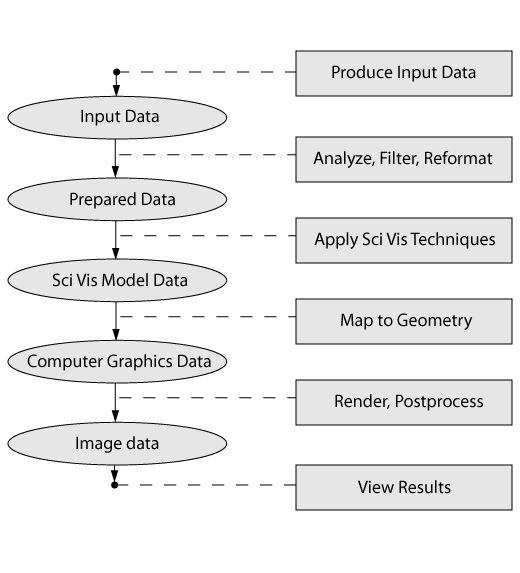 Produce Input Data
Input Data
Analyze, Filter, Reformat
Prepared Data
Apply Sci Vis Techniques
Sci Vis Model Data
Map to Geometry
Computer Graphics Data
Render, Postprocess
Image data
View Results